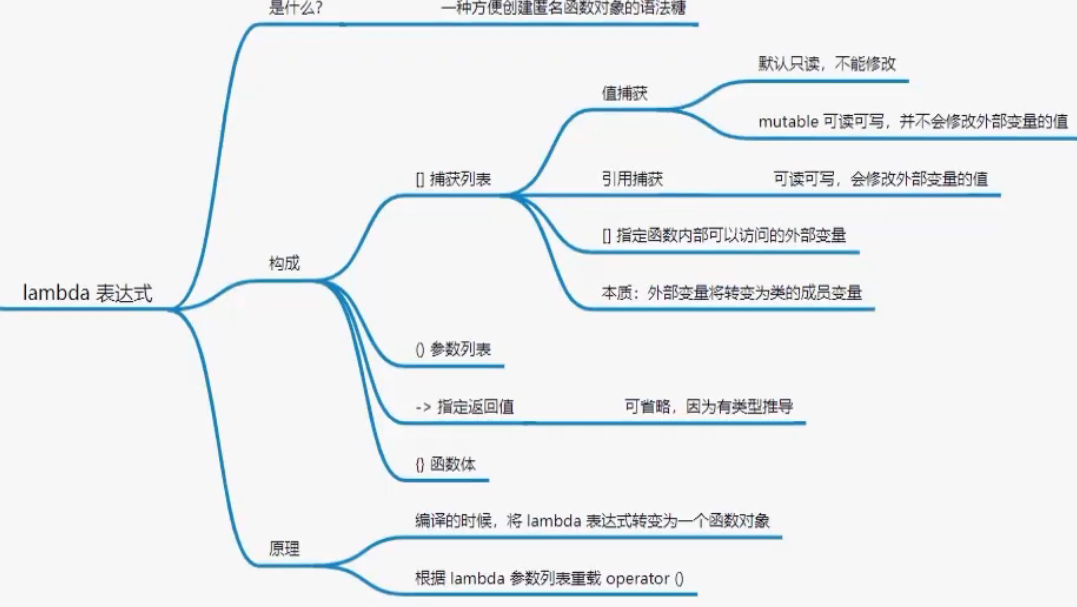 lambda 表达式
是什么?
一种方便创建匿名函数对象的语法糖
构成
[] 捕获列表
值捕获
默认只读，不能修改
mutable 可读可写，并不会修改外部变量的值
引用捕获
可读可写，会修改外部变量的值
[] 指定函数内部可以访问的外部变量
本质：外部变量将转变为类的成员变量
() 参数列表
-> 指定返回值
可省略，因为有类型推导
{} 函数体
原理
编译的时候，将 lambda 表达式转变为一个函数对象
根据 lambda 参数列表重载 operator ()